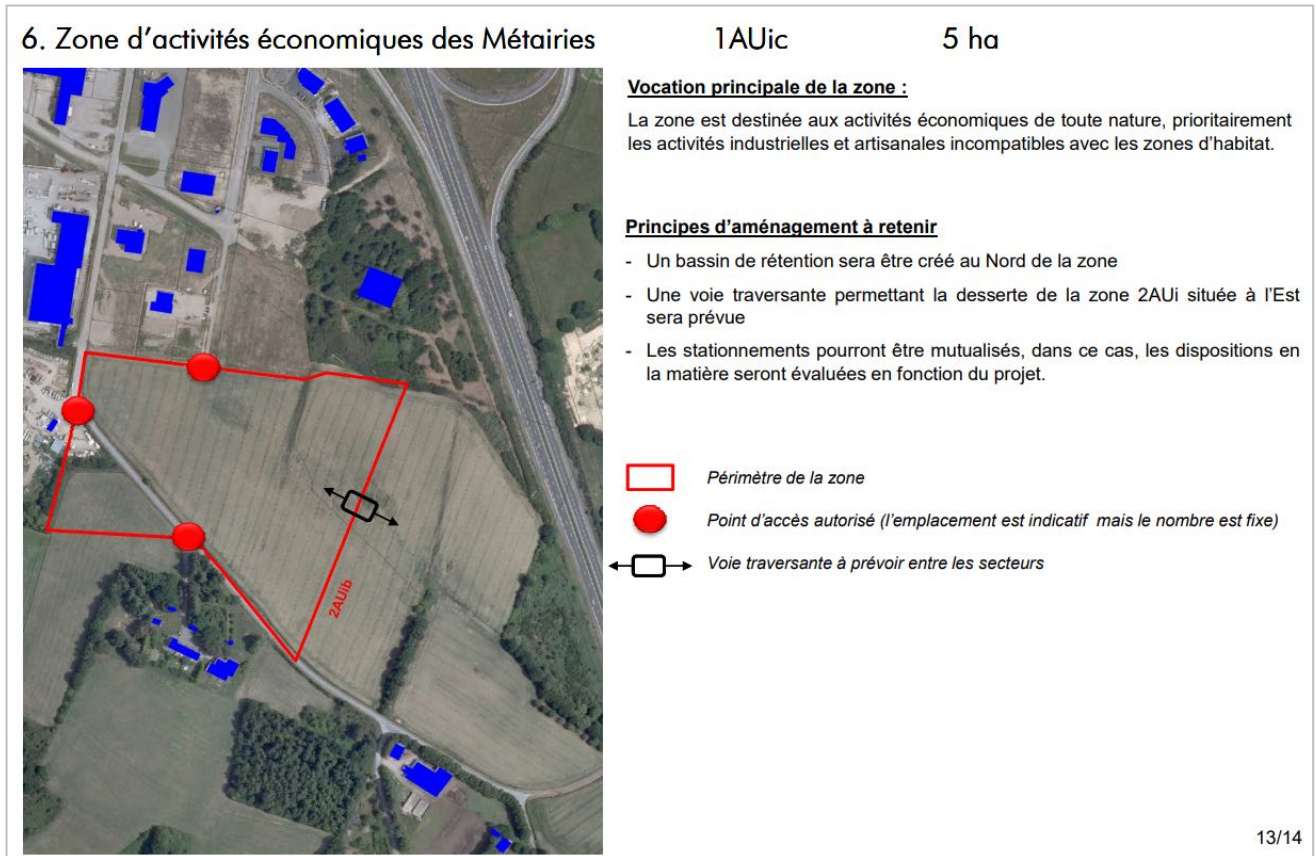 6. Zone d'activités économiques des Métairies 1AUic 5 ha
Vocation principale de la zone :
La zone est destinée aux activités économiques de toute nature, prioritairement
les activités industrielles et artisanales incompatibles avec les zones d'habitat.
Principes d'aménagement à retenir
- Un bassin de rétention sera être créé au Nord de la zone
- Une voie traversante permettant la desserte de la zone 2AUi située à l'Est
sera prévue
- Les stationnements pourront être mutualisés, dans ce cas, les dispositions en
la matière seront évaluées en fonction du projet.
Périmètre de la zone
Point d'accès autorisé (l'emplacement est indicatif mais le nombre est fixe)
Voie traversante à prévoir entre les secteurs
2AUib
13/14